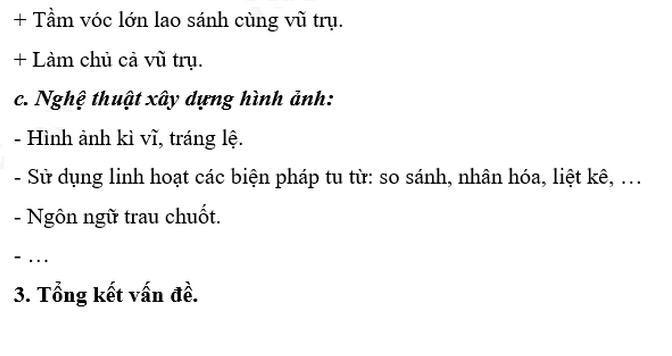 + Tầm vóc lớn lao sánh cùng vũ trụ.
+ Làm chủ cả vũ trụ.
c. Nghệ thuật xây dựng hình ảnh:
- Hình ảnh kì vĩ, tráng lệ.
- Sử dụng linh hoạt các biện pháp tu từ: so sánh, nhân hóa, liệt kê, …
- Ngôn ngữ trau chuốt.
- …
3. Tổng kết vấn đề.